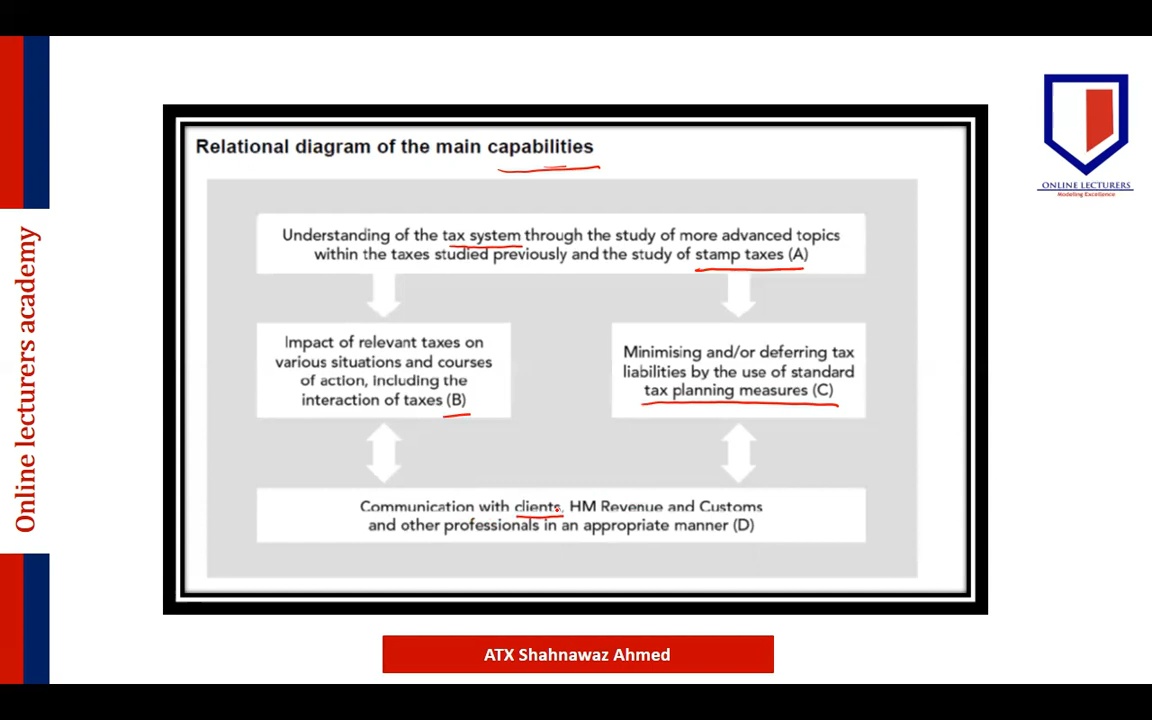 Online lecturers academy
ONLINE LECTURERS
Modeling Excellence
Relational diagram of the main capabilities
Understanding of the tax system through the study of more advanced topics
within the taxes studied previously and the study of stamp taxes (A)
Impact of relevant taxes on
various situations and courses
of action, including the
interaction of taxes (B)
Minimising and/or deferring tax
liabilities by the use of standard
tax planning measures (C)
Communication with clients, HM Revenue and Customs
and other professionals in an appropriate manner (D)
ATX Shahnawaz Ahmed